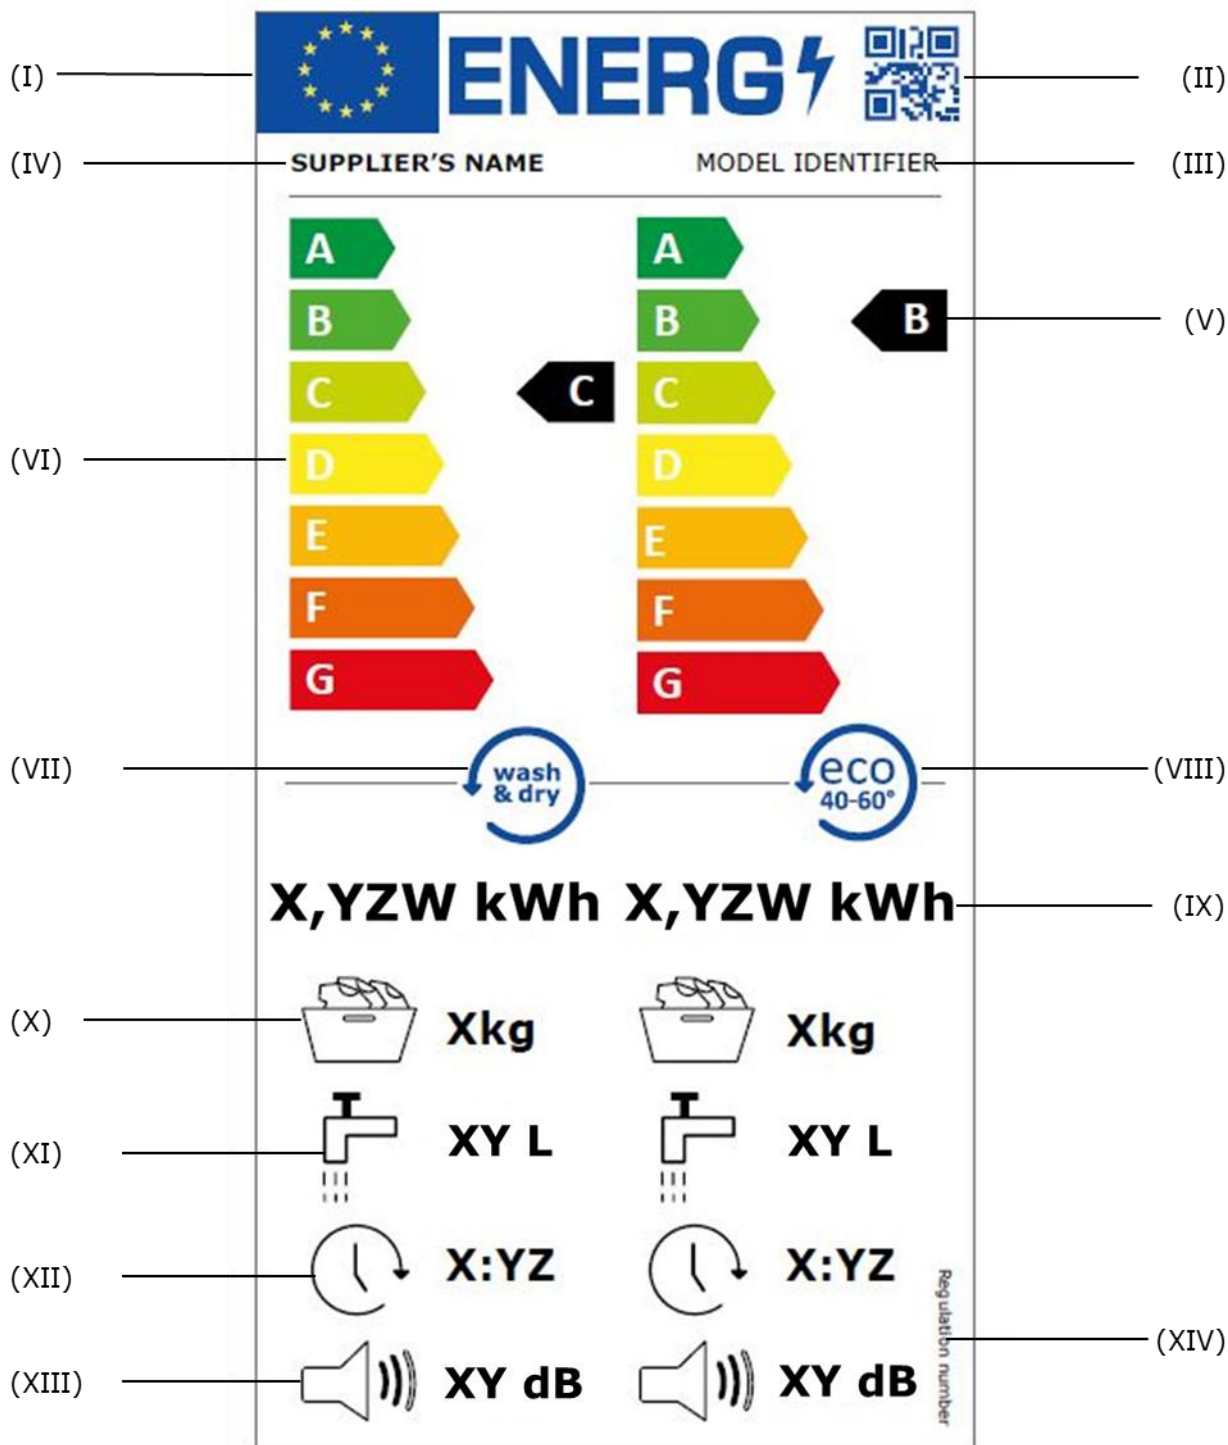 (I) ENERG (II)
(IV) SUPPLIER'S NAME MODEL IDENTIFIER (III)
A A
B B B (V)
C C C
(VI) D D
E E
F F
G G
(VII) wash & dry eco 40-60° (VIII)
X,YZW kWh X,YZW kWh (IX)
(X) Xkg Xkg
(XI) XY L XY L
(XII) X:YZ X:YZ
(XIII) XY dB XY dB
Regulation number (XIV)